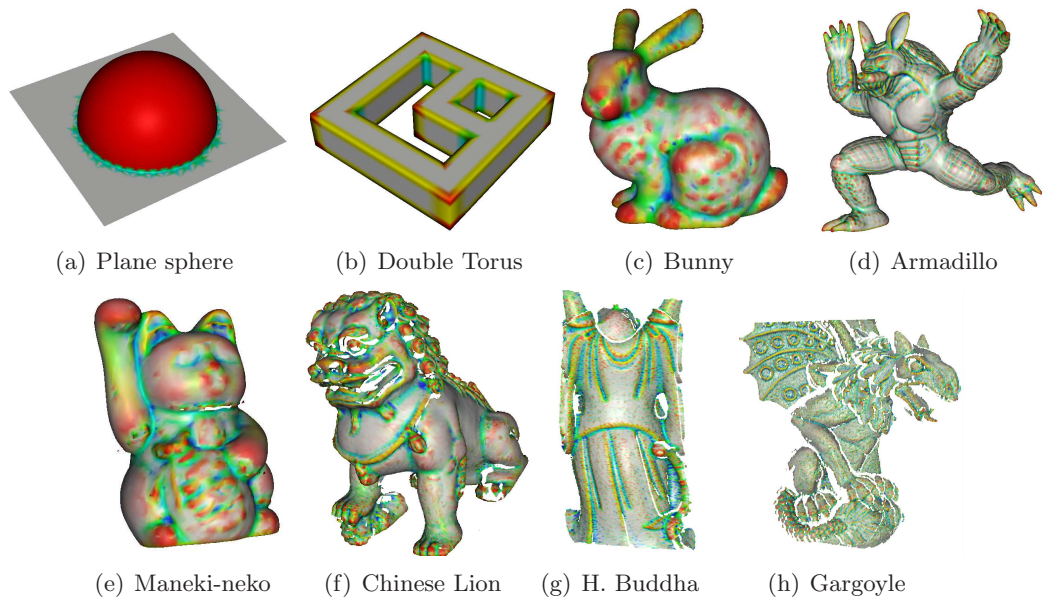 (a) Plane sphere
(b) Double Torus
(c) Bunny
(d) Armadillo
(e) Maneki-neko
(f) Chinese Lion
(g) H. Buddha
(h) Gargoyle